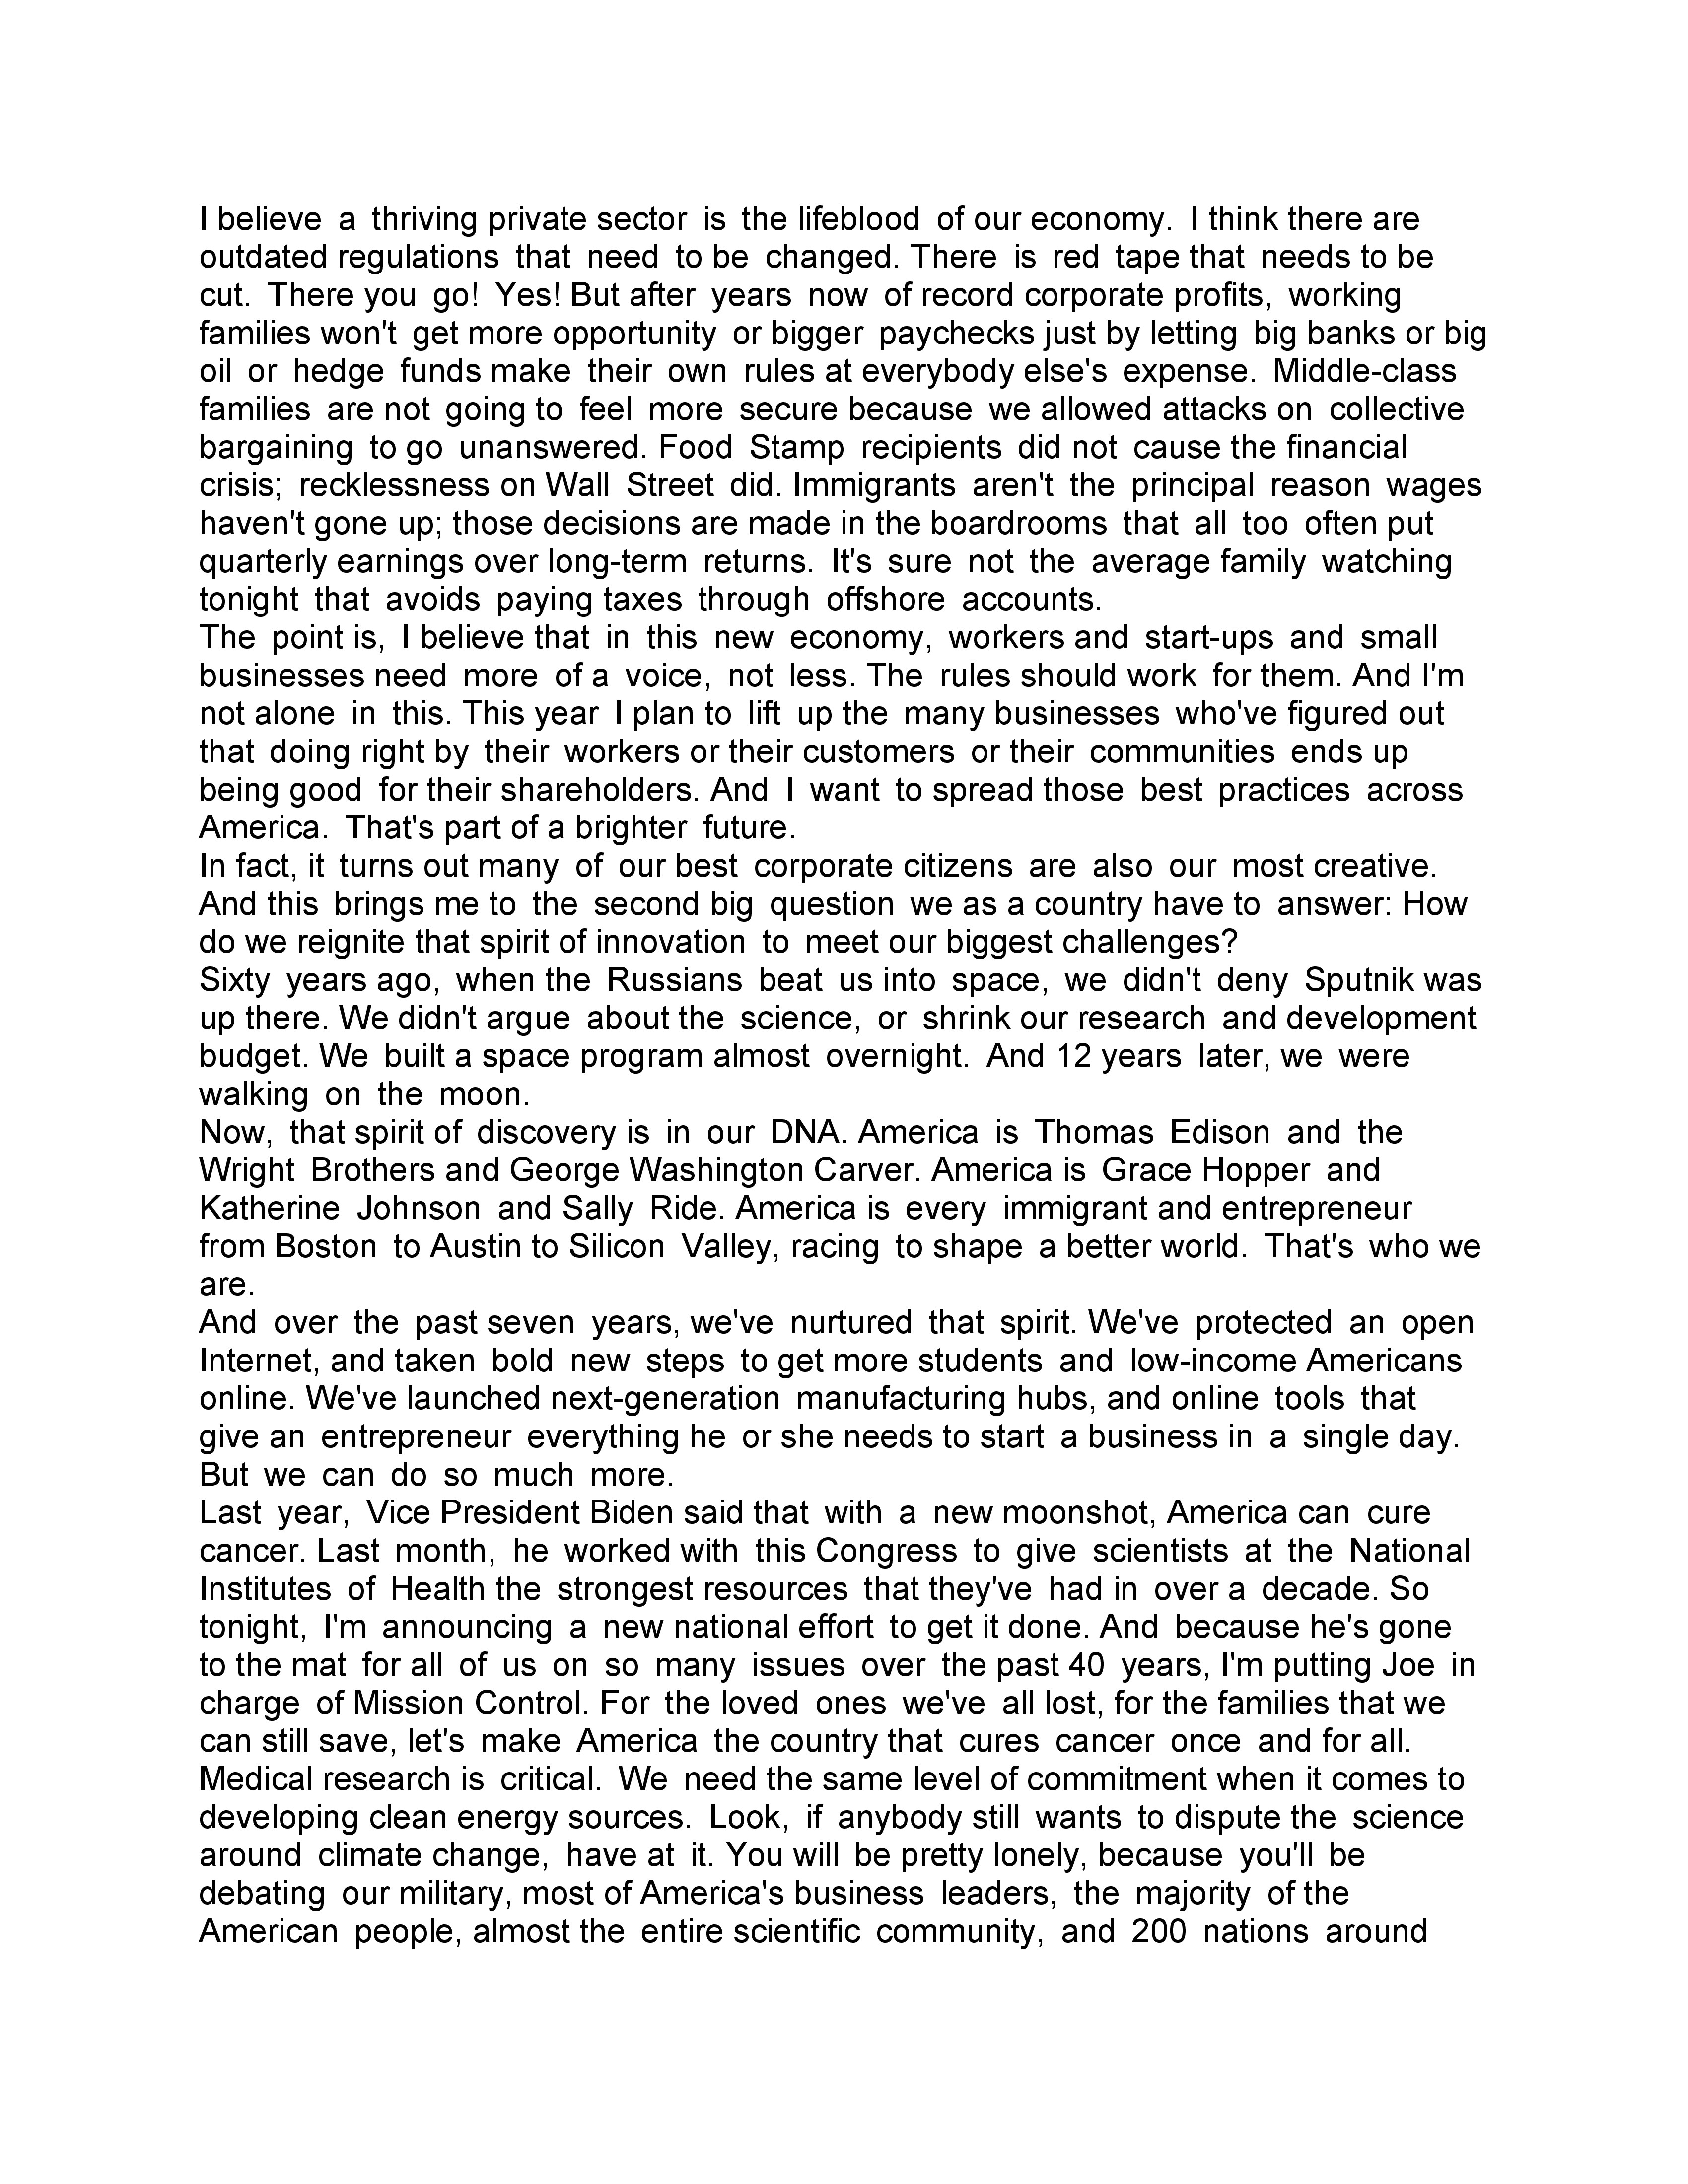 I believe a thriving private sector is the lifeblood of our economy. I think there are
outdated regulations that need to be changed. There is red tape that needs to be
cut. There you go! Yes! But after years now of record corporate profits, working
families won't get more opportunity or bigger paychecks just by letting big banks or big
oil or hedge funds make their own rules at everybody else's expense. Middle-class
families are not going to feel more secure because we allowed attacks on collective
bargaining to go unanswered. Food Stamp recipients did not cause the financial
crisis; recklessness on Wall Street did. Immigrants aren't the principal reason wages
haven't gone up; those decisions are made in the boardrooms that all too often put
quarterly earnings over long-term returns. It's sure not the average family watching
tonight that avoids paying taxes through offshore accounts.
The point is, I believe that in this new economy, workers and start-ups and small
businesses need more of a voice, not less. The rules should work for them. And I'm
not alone in this. This year I plan to lift up the many businesses who've figured out
that doing right by their workers or their customers or their communities ends up
being good for their shareholders. And I want to spread those best practices across
America. That's part of a brighter future.
In fact, it turns out many of our best corporate citizens are also our most creative.
And this brings me to the second big question we as a country have to answer: How
do we reignite that spirit of innovation to meet our biggest challenges?
Sixty years ago, when the Russians beat us into space, we didn't deny Sputnik was
up there. We didn't argue about the science, or shrink our research and development
budget. We built a space program almost overnight. And 12 years later, we were
walking on the moon.
Now, that spirit of discovery is in our DNA. America is Thomas Edison and the
Wright Brothers and George Washington Carver. America is Grace Hopper and
Katherine Johnson and Sally Ride. America is every immigrant and entrepreneur
from Boston to Austin to Silicon Valley, racing to shape a better world. That's who we
are.
And over the past seven years, we've nurtured that spirit. We've protected an open
Internet, and taken bold new steps to get more students and low-income Americans
online. We've launched next-generation manufacturing hubs, and online tools that
give an entrepreneur everything he or she needs to start a business in a single day.
But we can do so much more.
Last year, Vice President Biden said that with a new moonshot, America can cure
cancer. Last month, he worked with this Congress to give scientists at the National
Institutes of Health the strongest resources that they've had in over a decade. So
tonight, I'm announcing a new national effort to get it done. And because he's gone
to the mat for all of us on so many issues over the past 40 years, I'm putting Joe in
charge of Mission Control. For the loved ones we've all lost, for the families that we
can still save, let's make America the country that cures cancer once and for all.
Medical research is critical. We need the same level of commitment when it comes to
developing clean energy sources. Look, if anybody still wants to dispute the science
around climate change, have at it. You will be pretty lonely, because you'll be
debating our military, most of America's business leaders, the majority of the
American people, almost the entire scientific community, and 200 nations around